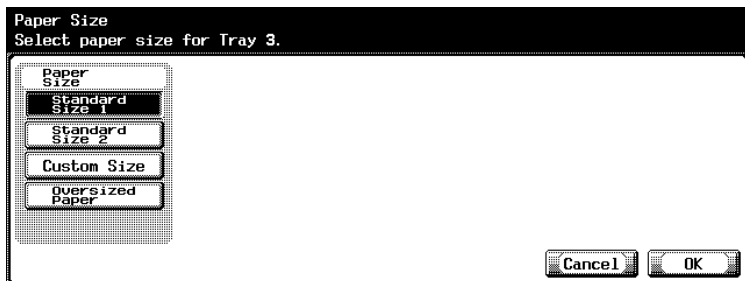 Paper Size
Select paper size for Tray 3.
Paper
Size
Standard
Size 1
Standard
Size 2
Custom Size
Oversized
Paper
Cancel
OK